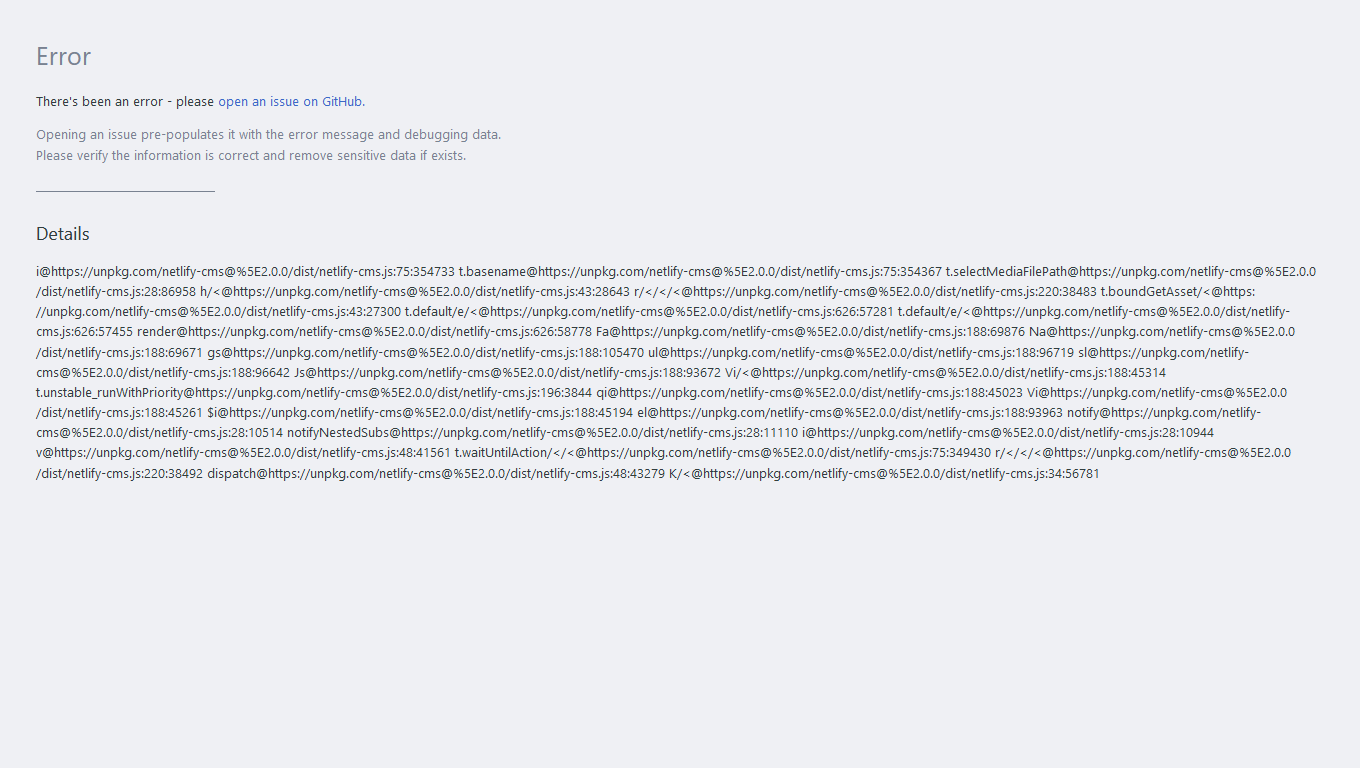 Error
There's been an error - please open an issue on GitHub.
Opening an issue pre-populates it with the error message and debugging data.
Please verify the information is correct and remove sensitive data if exists.
Details
i@https://unpkg.com/netlify-cms@%5E2.0.0/dist/netlify-cms.js:75:354733 t.basename@https://unpkg.com/netlify-cms@%5E2.0.0/dist/netlify-cms.js:75:354367 t.selectMediaFilePath@https://unpkg.com/netlify-cms@%5E2.0.0
/dist/netlify-cms.js:28:86958 h/<@https://unpkg.com/netlify-cms@%5E2.0.0/dist/netlify-cms.js:43:28643 r/</</<@https://unpkg.com/netlify-cms@%5E2.0.0/dist/netlify-cms.js:220:38483 t.boundGetAsset/<@https:
//unpkg.com/netlify-cms@%5E2.0.0/dist/netlify-cms.js:43:27300 t.default/e/<@https://unpkg.com/netlify-cms@%5E2.0.0/dist/netlify-cms.js:626:57281 t.default/e/<@https://unpkg.com/netlify-cms@%5E2.0.0/dist/netlify-
cms.js:626:57455 render@https://unpkg.com/netlify-cms@%5E2.0.0/dist/netlify-cms.js:626:58778 Fa@https://unpkg.com/netlify-cms@%5E2.0.0/dist/netlify-cms.js:188:69876 Na@https://unpkg.com/netlify-cms@%5E2.0.0
/dist/netlify-cms.js:188:69671 gs@https://unpkg.com/netlify-cms@%5E2.0.0/dist/netlify-cms.js:188:105470 ul@https://unpkg.com/netlify-cms@%5E2.0.0/dist/netlify-cms.js:188:96719 sl@https://unpkg.com/netlify-
cms@%5E2.0.0/dist/netlify-cms.js:188:96642 Js@https://unpkg.com/netlify-cms@%5E2.0.0/dist/netlify-cms.js:188:93672 Vi/<@https://unpkg.com/netlify-cms@%5E2.0.0/dist/netlify-cms.js:188:45314
t.unstable_runWithPriority@https://unpkg.com/netlify-cms@%5E2.0.0/dist/netlify-cms.js:196:3844 qi@https://unpkg.com/netlify-cms@%5E2.0.0/dist/netlify-cms.js:188:45023 Vi@https://unpkg.com/netlify-cms@%5E2.0.0
/dist/netlify-cms.js:188:45261 $i@https://unpkg.com/netlify-cms@%5E2.0.0/dist/netlify-cms.js:188:45194 el@https://unpkg.com/netlify-cms@%5E2.0.0/dist/netlify-cms.js:188:93963 notify@https://unpkg.com/netlify-
cms@%5E2.0.0/dist/netlify-cms.js:28:10514 notifyNestedSubs@https://unpkg.com/netlify-cms@%5E2.0.0/dist/netlify-cms.js:28:11110 i@https://unpkg.com/netlify-cms@%5E2.0.0/dist/netlify-cms.js:28:10944
v@https://unpkg.com/netlify-cms@%5E2.0.0/dist/netlify-cms.js:48:41561 t.waitUntilAction/</<@https://unpkg.com/netlify-cms@%5E2.0.0/dist/netlify-cms.js:75:349430 r/</</<@https://unpkg.com/netlify-cms@%5E2.0.0
/dist/netlify-cms.js:220:38492 dispatch@https://unpkg.com/netlify-cms@%5E2.0.0/dist/netlify-cms.js:48:43279 K/<@https://unpkg.com/netlify-cms@%5E2.0.0/dist/netlify-cms.js:34:56781